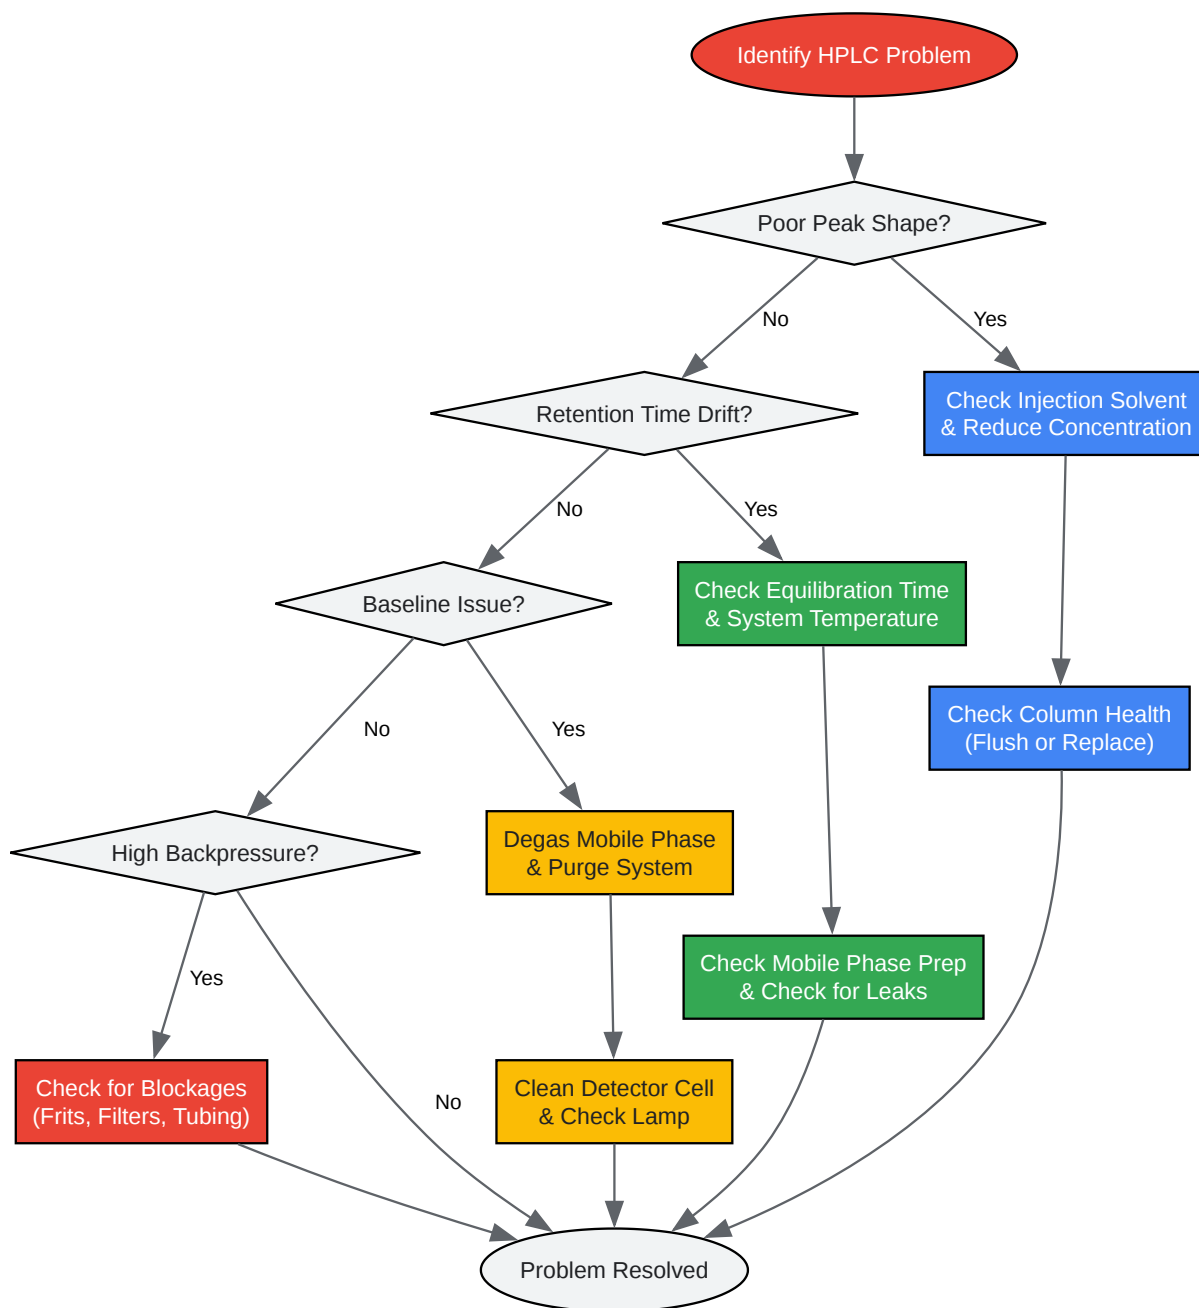 Identify HPLC Problem
Poor Peak Shape?
No
Yes
Retention Time Drift?
Check Injection Solvent
& Reduce Concentration
No
Yes
Baseline Issue?
Check Equilibration Time
& System Temperature
No
Yes
Check Column Health
(Flush or Replace)
High Backpressure?
Degas Mobile Phase
& Purge System
Yes
No
Check Mobile Phase Prep
& Check for Leaks
Check for Blockages
(Frits, Filters, Tubing)
Clean Detector Cell
& Check Lamp
Problem Resolved